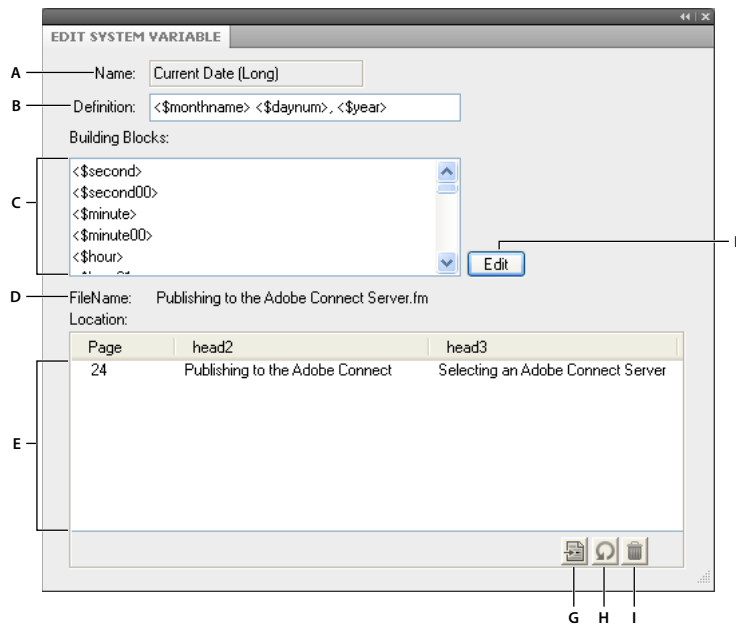 EDIT SYSTEM VARIABLE
A Name: Current Date (Long)
B Definition: <$monthname> <$daynum>, <$year>
Building Blocks:
<$second>
<$second00>
C <$minute>
<$minute00>
<$hour>
Edit
D FileName: Publishing to the Adobe Connect Server.fm
Location:
Page head2 head3
24 Publishing to the Adobe Connect Selecting an Adobe Connect Server
E
G H I